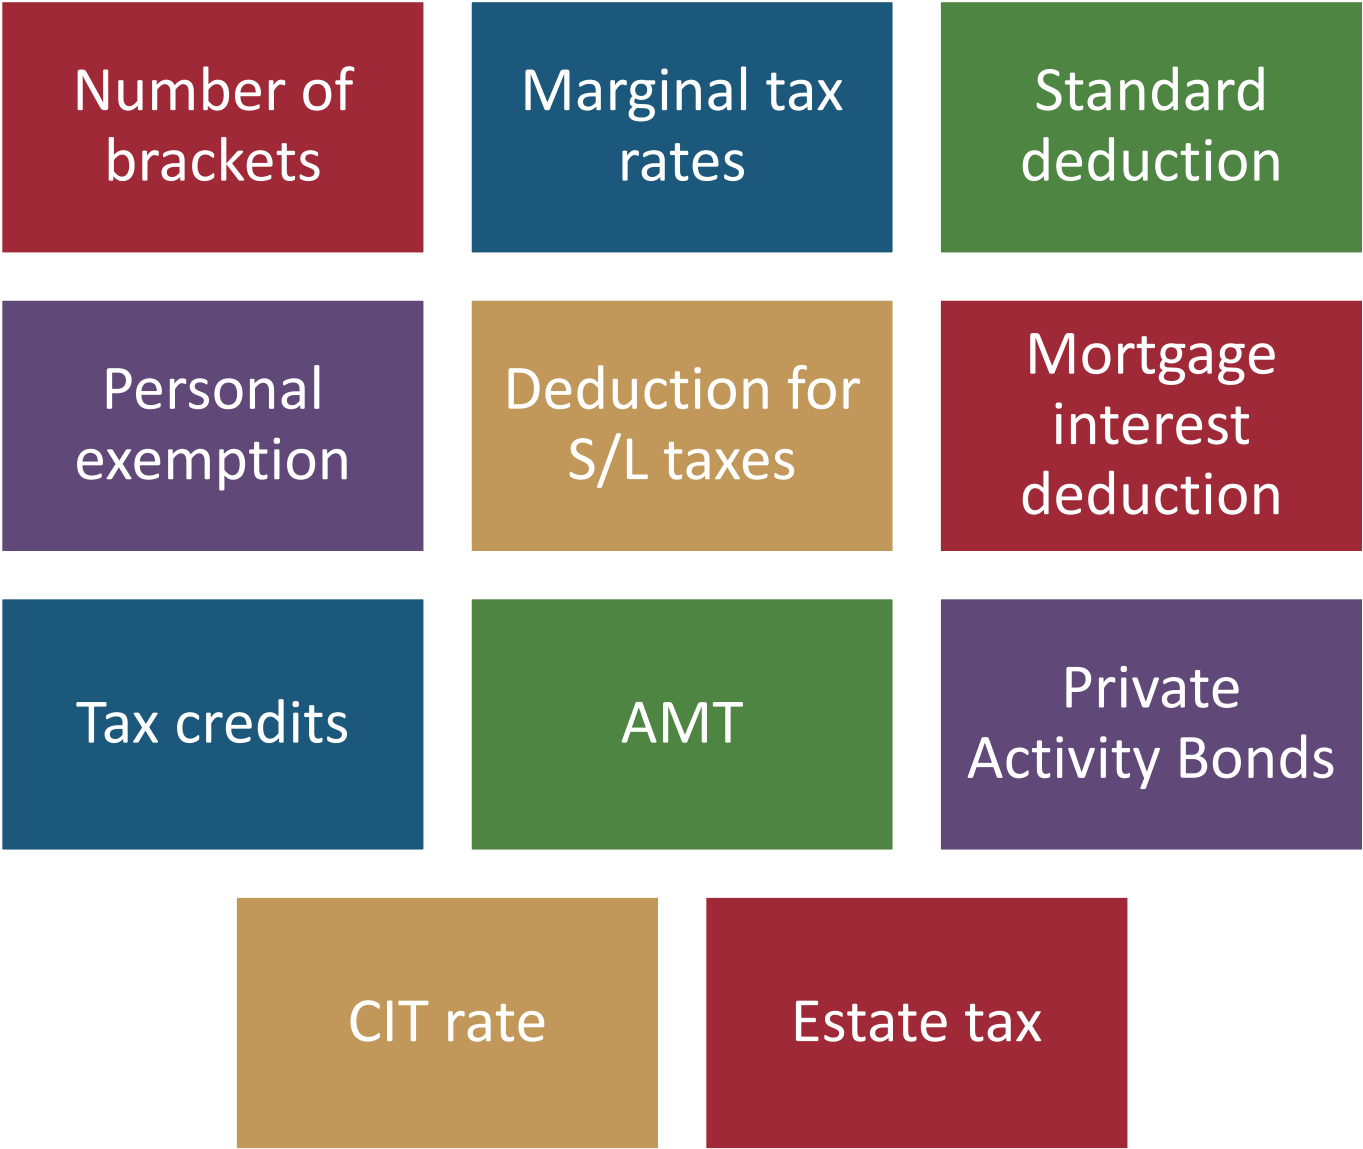 Number of
brackets
Marginal tax
rates
Standard
deduction
Personal
exemption
Deduction for
S/L taxes
Mortgage
interest
deduction
Tax credits
AMT
Private
Activity Bonds
CIT rate
Estate tax